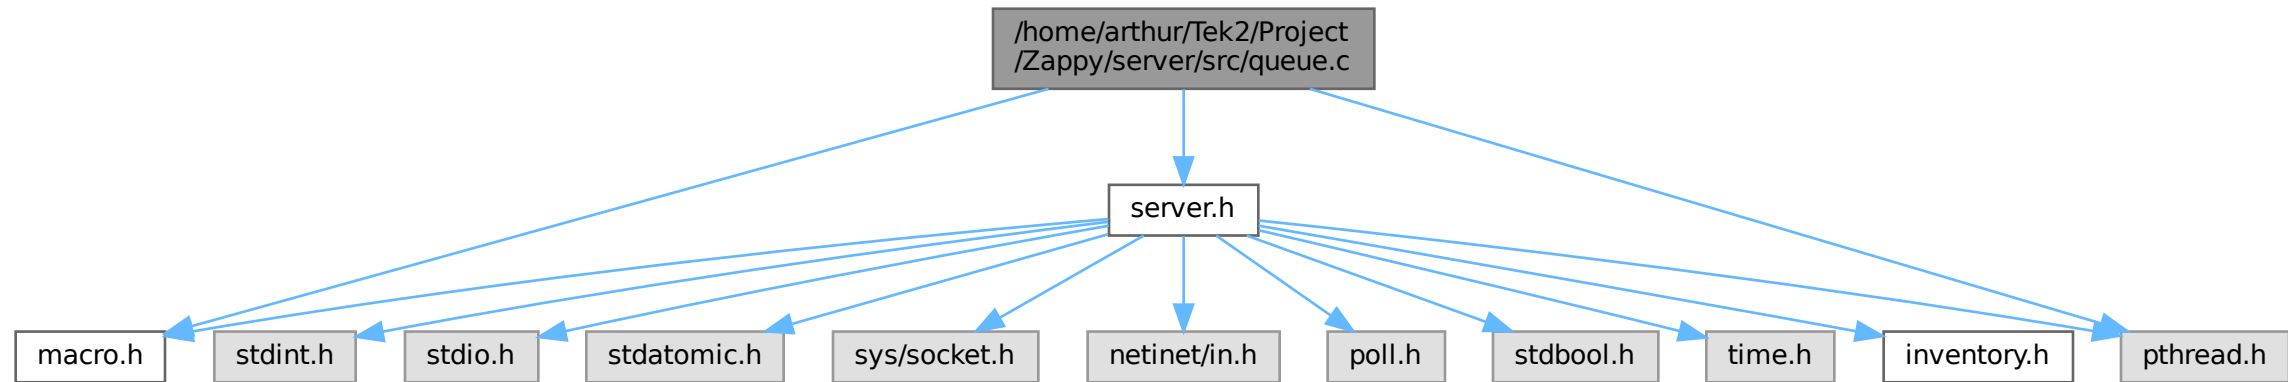 /home/arthur/Tek2/Project
/Zappy/server/src/queue.c
server.h
macro.h
stdint.h
stdio.h
stdatomic.h
sys/socket.h
netinet/in.h
poll.h
stdbool.h
time.h
inventory.h
pthread.h